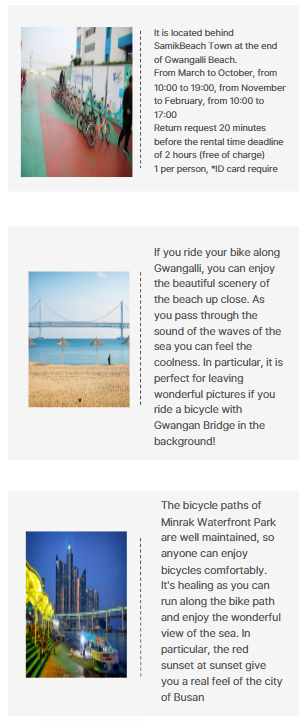 It is located behind
SamikBeach Town at the end
of Gwangalli Beach.
From March to October, from
10:00 to 19:00, from November
to February, from 10:00 to
17:00
Return request 20 minutes
before the rental time deadline
of 2 hours (free of charge)
1 per person, *ID card require
If you ride your bike along
Gwangalli, you can enjoy
the beautiful scenery of
the beach up close. As
you pass through the
sound of the waves of the
sea you can feel the
coolness. In particular, it is
perfect for leaving
wonderful pictures if you
ride a bicycle with
Gwangan Bridge in the
background!
The bicycle paths of
Minrak Waterfront Park
are well maintained, so
anyone can enjoy
bicycles comfortably.
It's healing as you can
run along the bike path
and enjoy the wonderful
view of the sea. In
particular, the red
sunset at sunset give
you a real feel of the city
of Busan